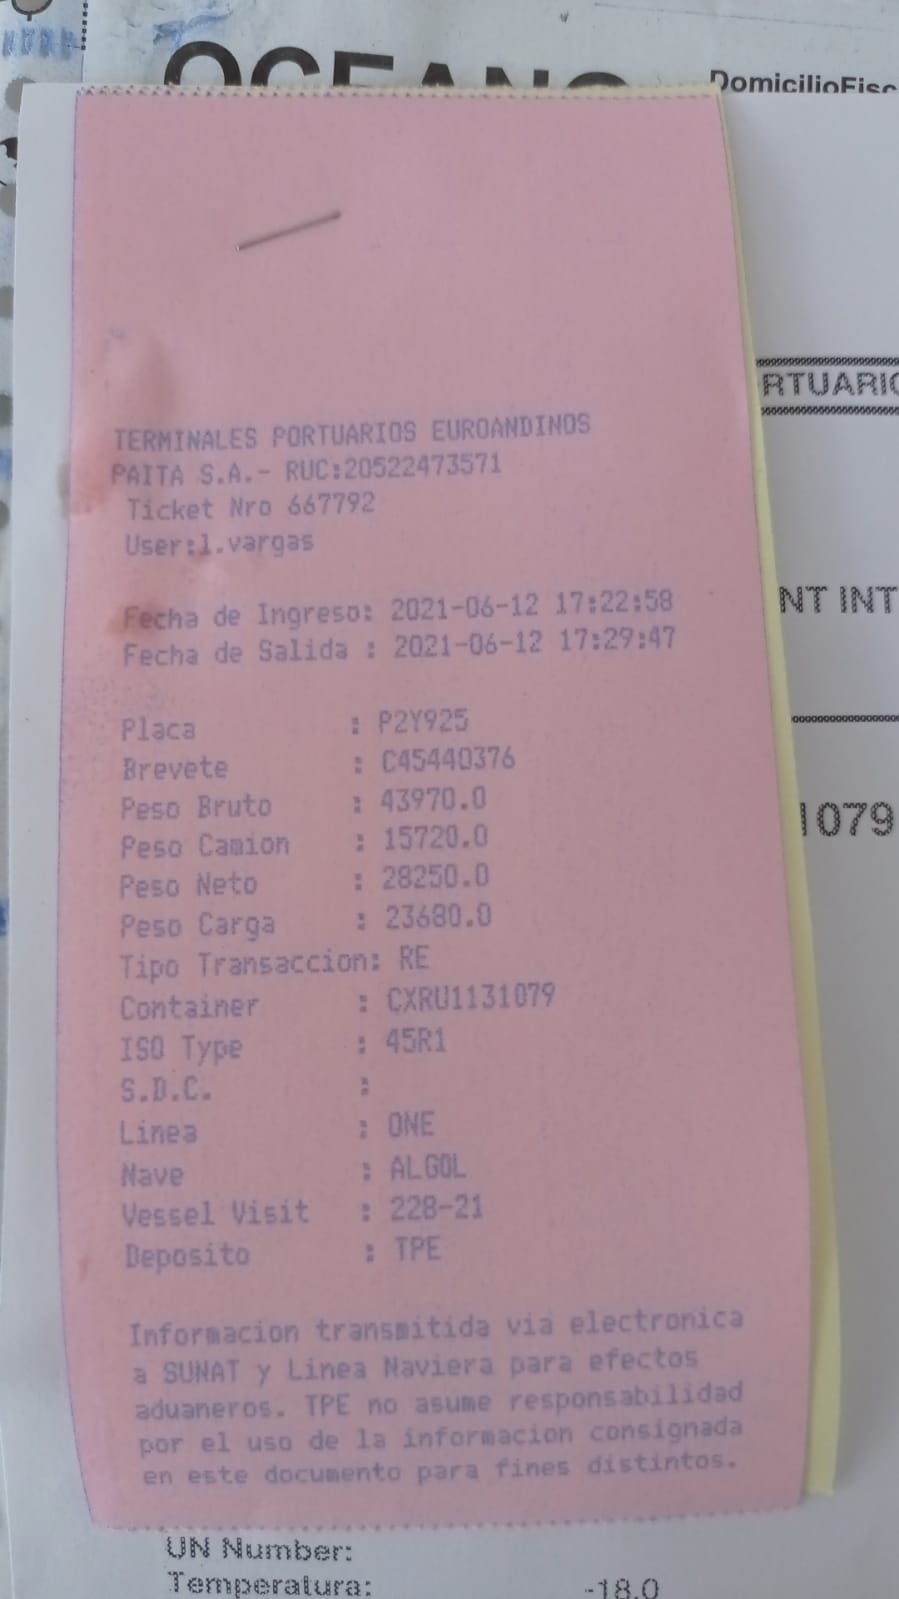 OCEANO
DomicilioFisc
RTUARIO
TERMINALES PORTUARIOS EUROANDINOS
PAITA S.A.- RUC:20522473571
Ticket Nro 667792
User:l.vargas
NT INT
Fecha de Ingreso: 2021-06-12 17:22:58
Fecha de Salida : 2021-06-12 17:29:47
Placa : P2Y925
Brevete : C45440376
Peso Bruto : 43970.0
1079
Peso Camion : 15720.0
Peso Neto : 28250.0
Peso Carga : 23680.0
Tipo Transaccion: RE
Container : CXRU1131079
ISO Type : 45R1
S.D.C. :
Linea : ONE
Nave : ALGOL
Vessel Visit : 228-21
Deposito : TPE
Informacion transmitida via electronica
a SUNAT y Linea Naviera para efectos
aduaneros. TPE no asume responsabilidad
por el uso de la informacion consignada
en este documento para fines distintos.
UN Number:
Temperatura: -18.0